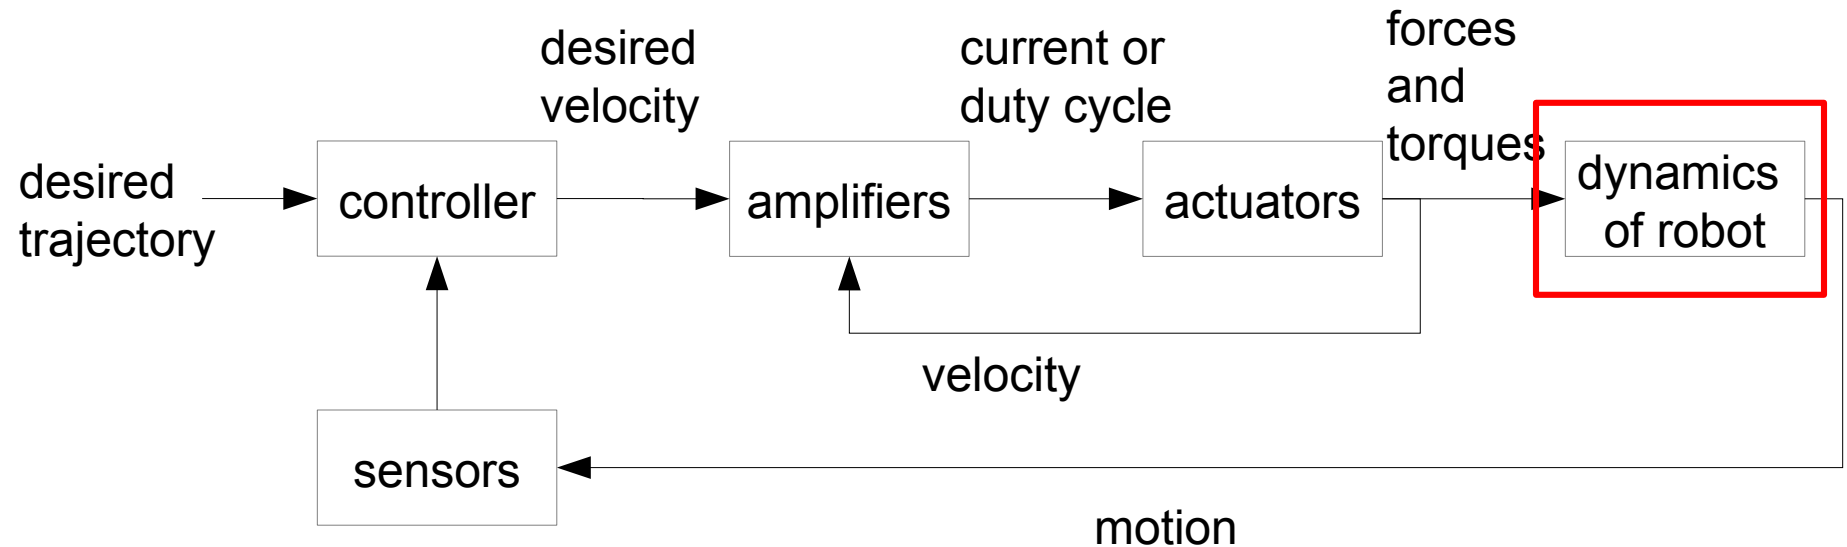 desired
trajectory
controller
desired
velocity
amplifiers
current or
duty cycle
actuators
forces
and
torques
dynamics
of robot
velocity
sensors
motion